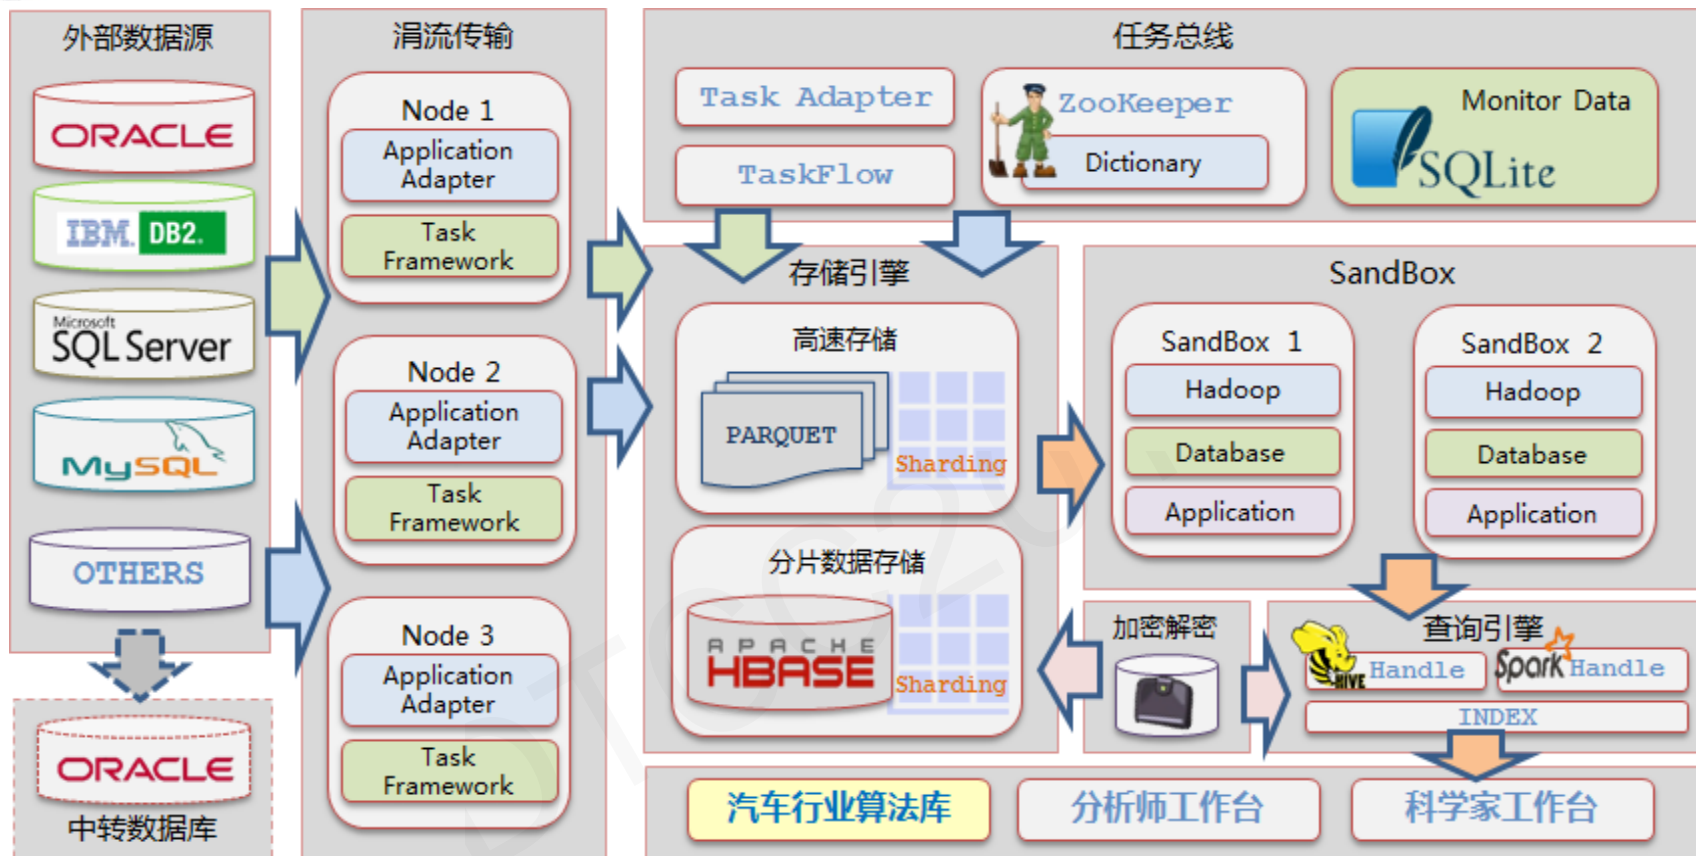 外部数据源
ORACLE
IBM. DB2.
Microsoft
SQL Server
MySQL
OTHERS
ORACLE
中转数据库
涓流传输
Node 1
Application
Adapter
Task
Framework
Node 2
Application
Adapter
Task
Framework
Node 3
Application
Adapter
Task
Framework
任务总线
Task Adapter
TaskFlow
ZooKeeper
Dictionary
Monitor Data
SQLite
存储引擎
高速存储
PARQUET
Sharding
分片数据存储
APACHE
HBASE
Sharding
SandBox
SandBox 1
Hadoop
Database
Application
SandBox 2
Hadoop
Database
Application
加密解密
查询引擎
HIVE Handle
Spark Handle
INDEX
汽车行业算法库
分析师工作台
科学家工作台